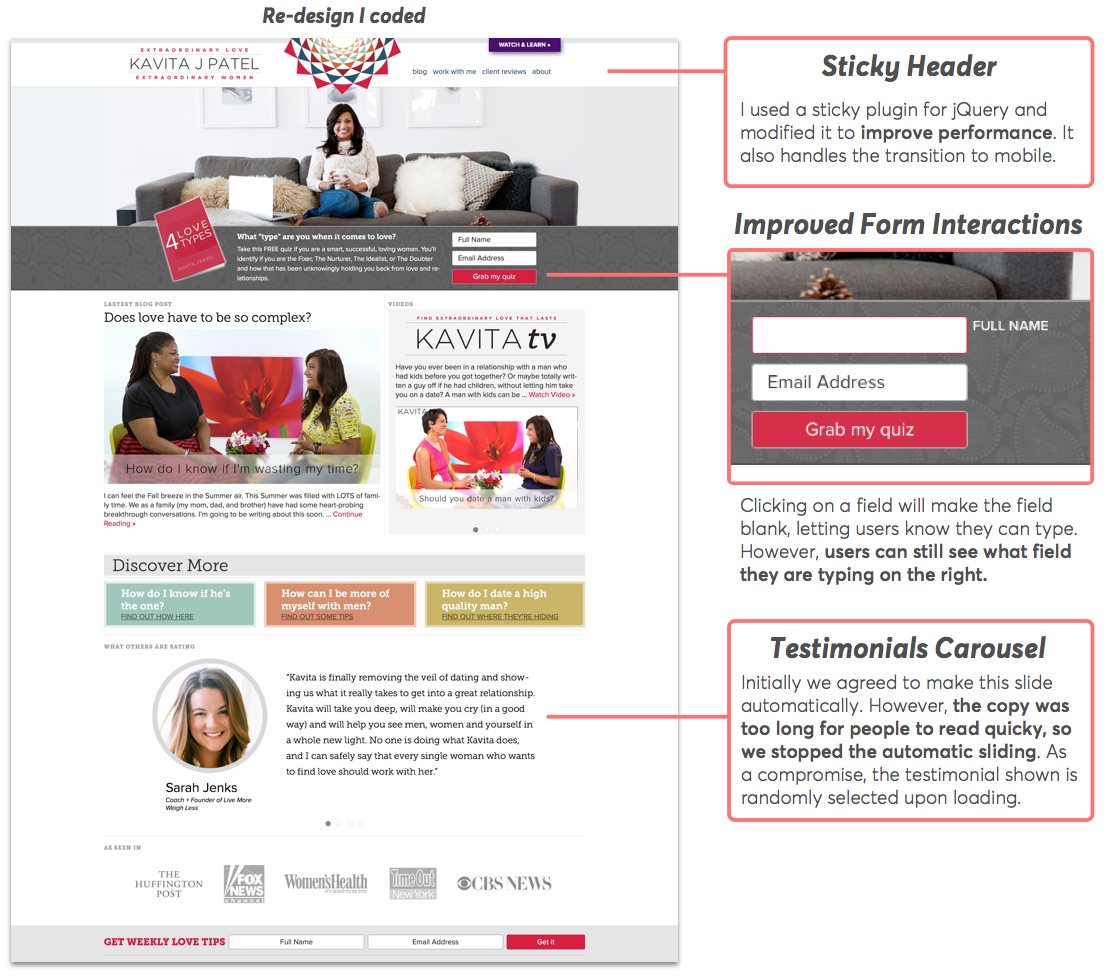 Re-design I coded
EXTRAORDINARY LOVE
KAVITA J PATEL
EXTRAORDINARY WOMEN
WATCH & LEARN »
blog work with me client reviews about
4 LOVE
TYPES
KAVITA J PATEL
What "type" are you when it comes to love?
Take this FREE quiz if you are a smart, successful, loving woman. You'll
identify if you are the Fixer, The Nurturer, The Idealist, or The Doubter
and how that has been unknowingly holding you back from love and re-
lationships.
Full Name
Email Address
Grab my quiz
LASTEST BLOG POST
Does love have to be so complex?
How do I know if I'm wasting my time?
I can feel the Fall breeze in the Summer air. This Summer was filled with LOTS of fami-
ly time. We as a family (my mom, dad, and brother) have had some heart-probing
breakthrough conversations. I'm going to be writing about this soon. ... Continue
Reading »
VIDEOS
FIND EXTRAORDINARY LOVE THAT LASTS
KAVITA tv
Have you ever been in a relationship with a man who
had kids before you got together? Or maybe totally writ-
ten a guy off if he had children, without letting him take
you on a date? A man with kids can be ... Watch Video »
KAVITA
Should you date a man with kids?
Discover More
How do I know if he's
the one?
FIND OUT HOW HERE
How can I be more of
myself with men?
FIND OUT SOME TIPS
How do I date a high
quality man?
FIND OUT WHERE THEY'RE HIDING
WHAT OTHERS ARE SAYING
"Kavita is finally removing the veil of dating and show-
ing us what it really takes to get into a great relationship.
Kavita will take you deep, will make you cry (in a good
way) and will help you see men, women and yourself in
a whole new light. No one is doing what Kavita does,
and I can safely say that every single woman who wants
to find love should work with her."
Sarah Jenks
Coach + Founder of Live More
Weigh Less
AS SEEN IN
THE
HUFFINGTON
POST
FOX
NEWS
channel
Women'sHealth
IT'S GOOD TO BE YOU
TimeOut
New York
CBS NEWS
GET WEEKLY LOVE TIPS
Full Name
Email Address
Get it
Sticky Header
I used a sticky plugin for jQuery and
modified it to improve performance. It
also handles the transition to mobile.
Improved Form Interactions
FULL NAME
Email Address
Grab my quiz
Clicking on a field will make the field
blank, letting users know they can type.
However, users can still see what field
they are typing on the right.
Testimonials Carousel
Initially we agreed to make this slide
automatically. However, the copy was
too long for people to read quicky, so
we stopped the automatic sliding. As
a compromise, the testimonial shown is
randomly selected upon loading.